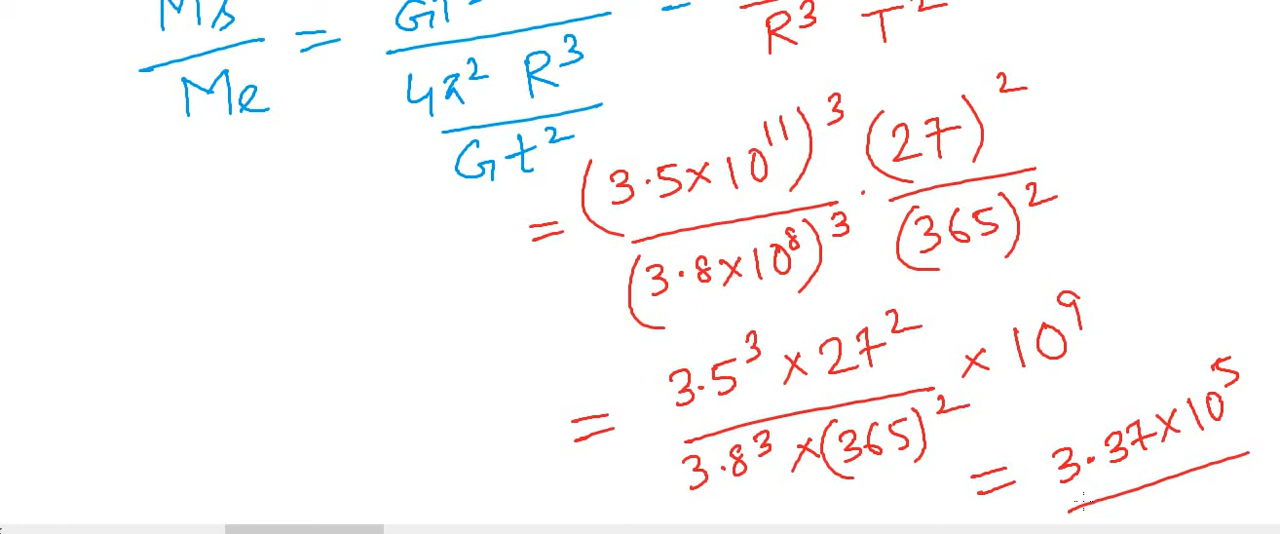 Ms / Me = GT / (4π² R³ / Gt²) = / R³ T²
= (3.5×10¹¹)³ / (3.8×10⁸)³ · (27)² / (365)²
= 3.5³ × 27² / 3.8³ × (365)² × 10⁹
= 3.37×10⁵